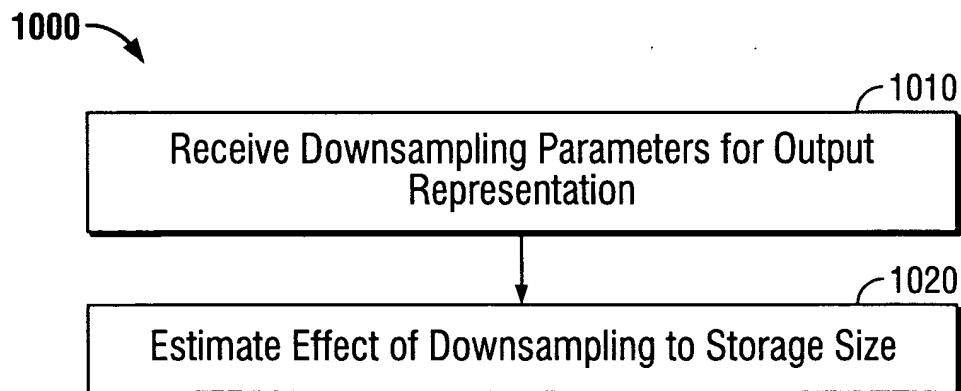 1000
1010
Receive Downsampling Parameters for Output
Representation
1020
Estimate Effect of Downsampling to Storage Size